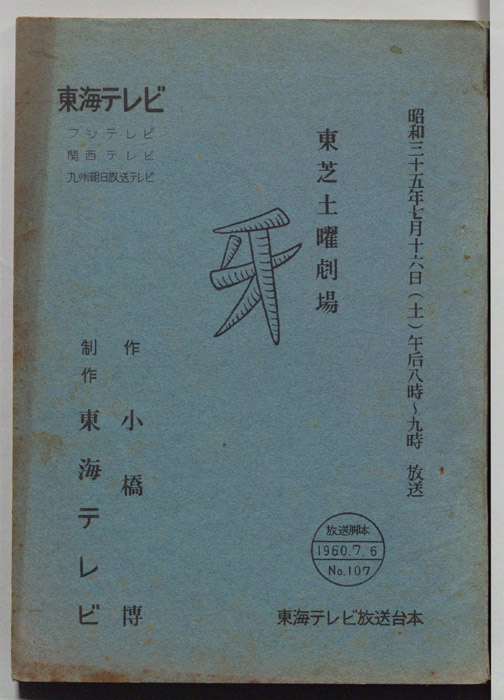 昭和三十五年七月十六日（土）午后八時～九時 放送
東芝土曜劇場
牙
東海テレビ
フジテレビ
関西テレビ
九州朝日放送テレビ
作 小橋博
制作 東海テレビ
放送脚本
1960.7.6
No.107
東海テレビ放送台本